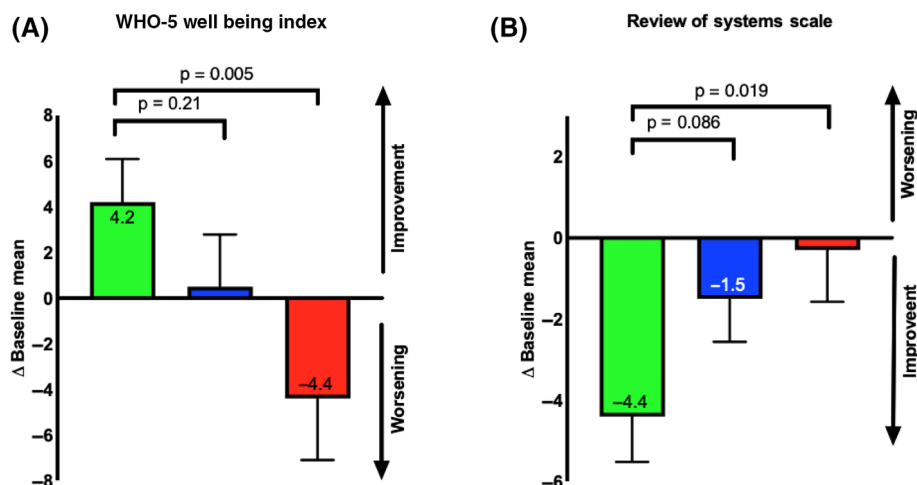 (A)
WHO-5 well being index
p = 0.005
p = 0.21
8
6
4
2
0
–2
–4
–6
–8
Δ Baseline mean
4.2
–4.4
Improvement
Worsening
(B)
Review of systems scale
p = 0.019
p = 0.086
2
0
–2
–4
–6
Δ Baseline mean
–4.4
–1.5
Worsening
Improveent